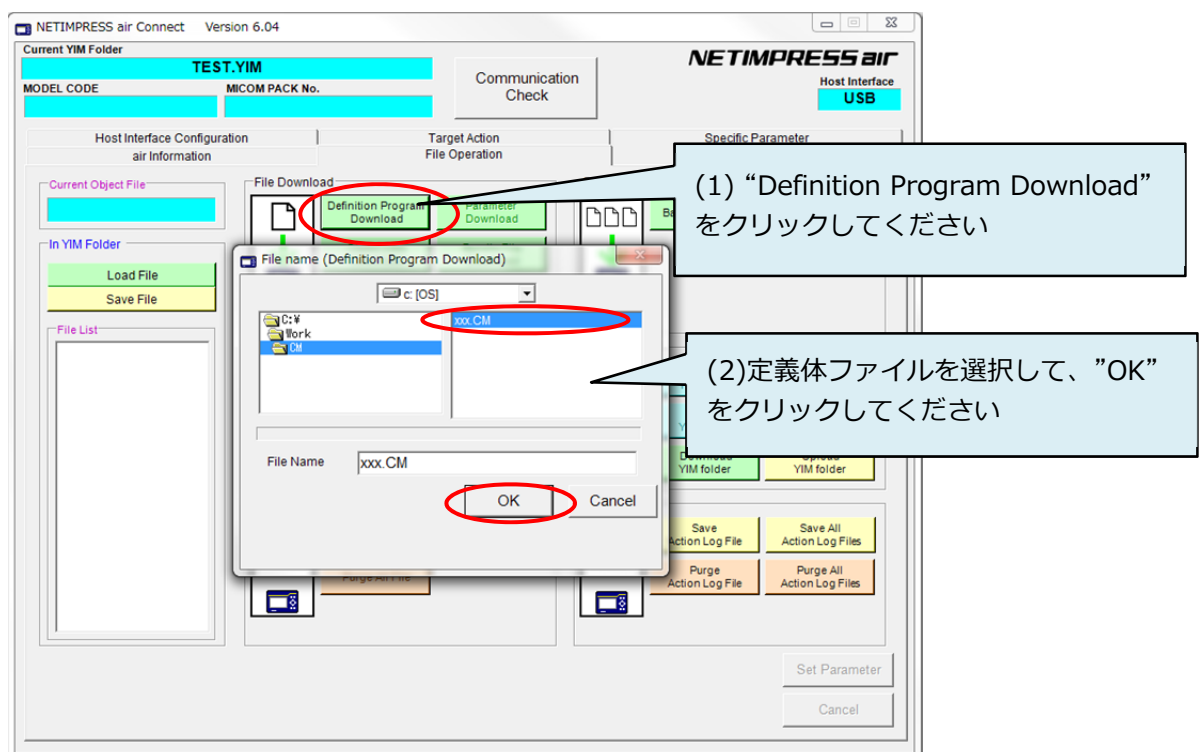 NETIMPRESS air Connect Version 6.04
Current YIM Folder
TEST.YIM
MODEL CODE
MICOM PACK No.
Communication
Check
NETIMPRESS air
Host Interface
USB
Host Interface Configuration
Target Action
Specific Parameter
air Information
File Operation
Current Object File
In YIM Folder
Load File
Save File
File List
File Download
Definition Program
Download
Parameter
Download
(1) “Definition Program Download”
をクリックしてください
File name (Definition Program Download)
c: [OS]
C:¥
Work
CM
xxx.CM
File Name
xxx.CM
OK
Cancel
(2)定義体ファイルを選択して、”OK”
をクリックしてください
Download
YIM folder
Upload
YIM folder
Save
Action Log File
Save All
Action Log Files
Purge
Action Log File
Purge All
Action Log Files
Purge All File
Set Parameter
Cancel